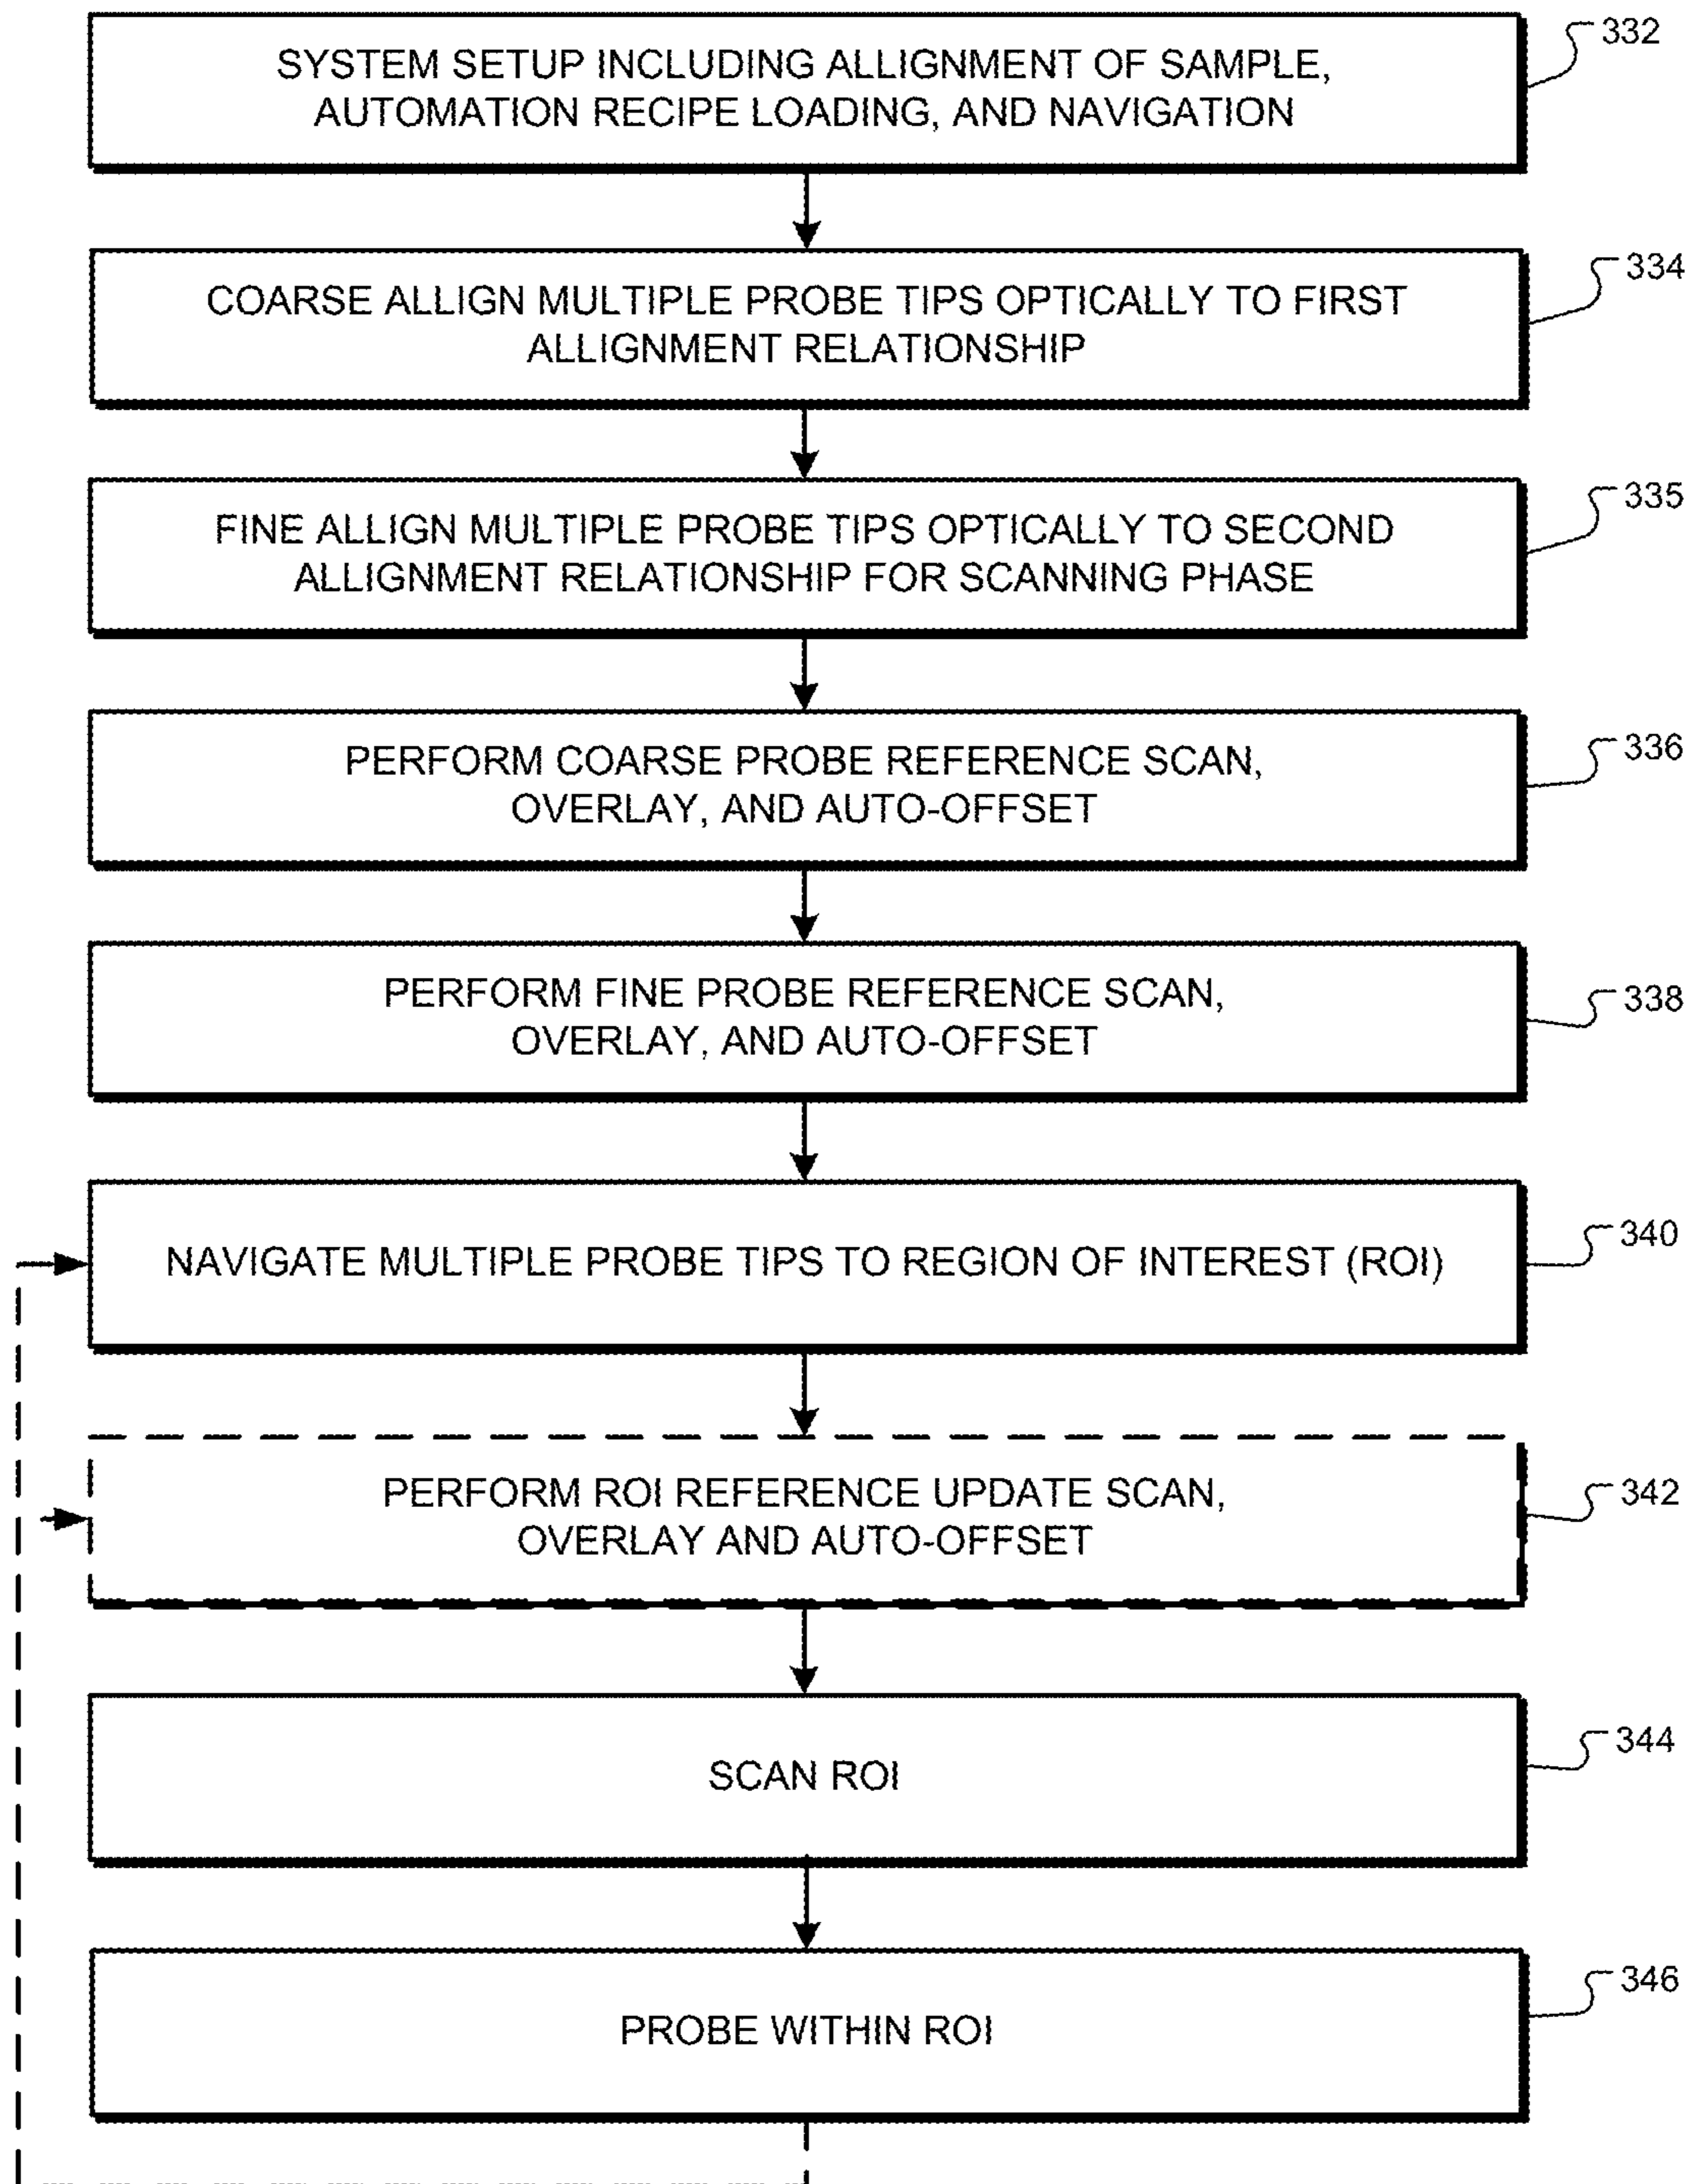 SYSTEM SETUP INCLUDING ALLIGNMENT OF SAMPLE,
AUTOMATION RECIPE LOADING, AND NAVIGATION
332
COARSE ALLIGN MULTIPLE PROBE TIPS OPTICALLY TO FIRST
ALLIGNMENT RELATIONSHIP
334
FINE ALLIGN MULTIPLE PROBE TIPS OPTICALLY TO SECOND
ALLIGNMENT RELATIONSHIP FOR SCANNING PHASE
335
PERFORM COARSE PROBE REFERENCE SCAN,
OVERLAY, AND AUTO-OFFSET
336
PERFORM FINE PROBE REFERENCE SCAN,
OVERLAY, AND AUTO-OFFSET
338
NAVIGATE MULTIPLE PROBE TIPS TO REGION OF INTEREST (ROI)
340
PERFORM ROI REFERENCE UPDATE SCAN,
OVERLAY AND AUTO-OFFSET
342
SCAN ROI
344
PROBE WITHIN ROI
346